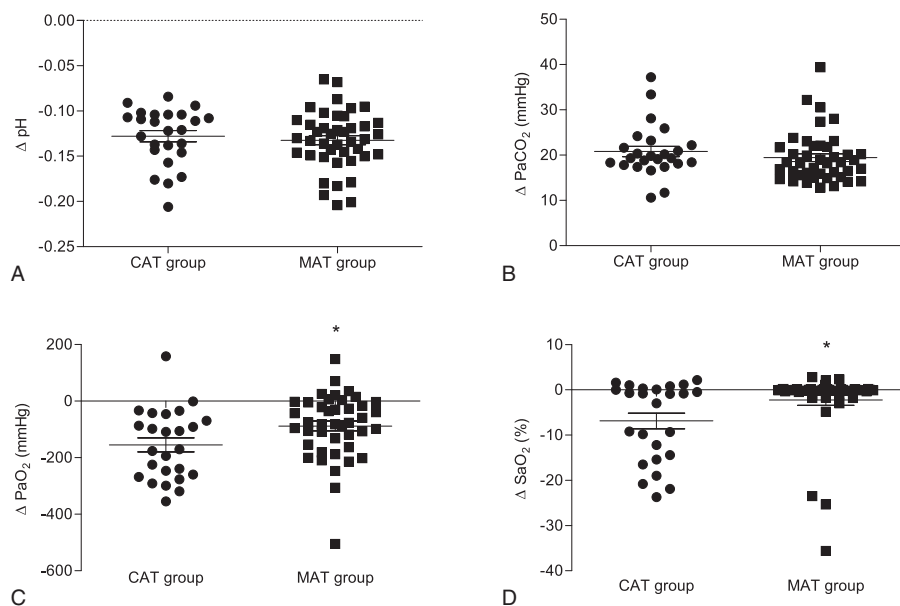 0.00
-0.05
-0.10
-0.15
-0.20
-0.25
Δ pH
CAT group
MAT group
A
50
40
30
20
10
0
Δ PaCO₂ (mmHg)
CAT group
MAT group
B
*
200
0
-200
-400
-600
Δ PaO₂ (mmHg)
CAT group
MAT group
C
*
10
0
-10
-20
-30
-40
Δ SaO₂ (%)
CAT group
MAT group
D